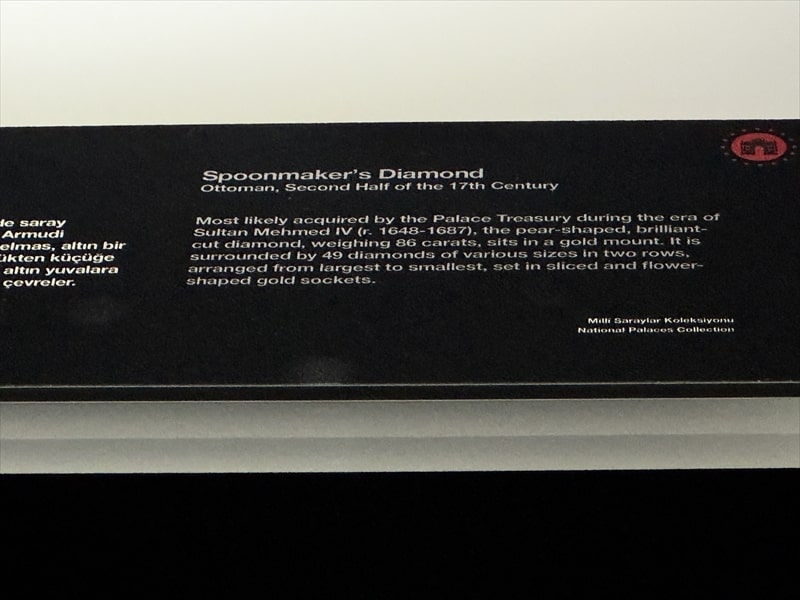 Spoonmaker's Diamond
Ottoman, Second Half of the 17th Century
Most likely acquired by the Palace Treasury during the era of
Sultan Mehmed IV (r. 1648-1687), the pear-shaped, brilliant-
cut diamond, weighing 86 carats, sits in a gold mount. It is
surrounded by 49 diamonds of various sizes in two rows,
arranged from largest to smallest, set in sliced and flower-
shaped gold sockets.
Millî Saraylar Koleksiyonu
National Palaces Collection
de saray
Armudi
elmas, altın bir
ükten küçüğe
altın yuvalara
çevreler.